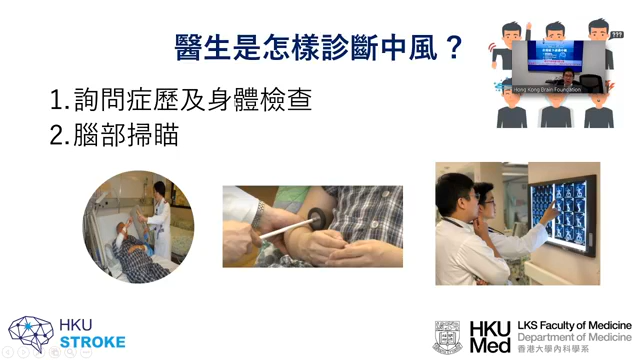 醫生是怎樣診斷中風？
???
Hong Kong Brain Foundation
1.詢問症歷及身體檢查
2.腦部掃瞄
HKU
STROKE
HKU
Med
LKS Faculty of Medicine
Department of Medicine
香港大學內科學系